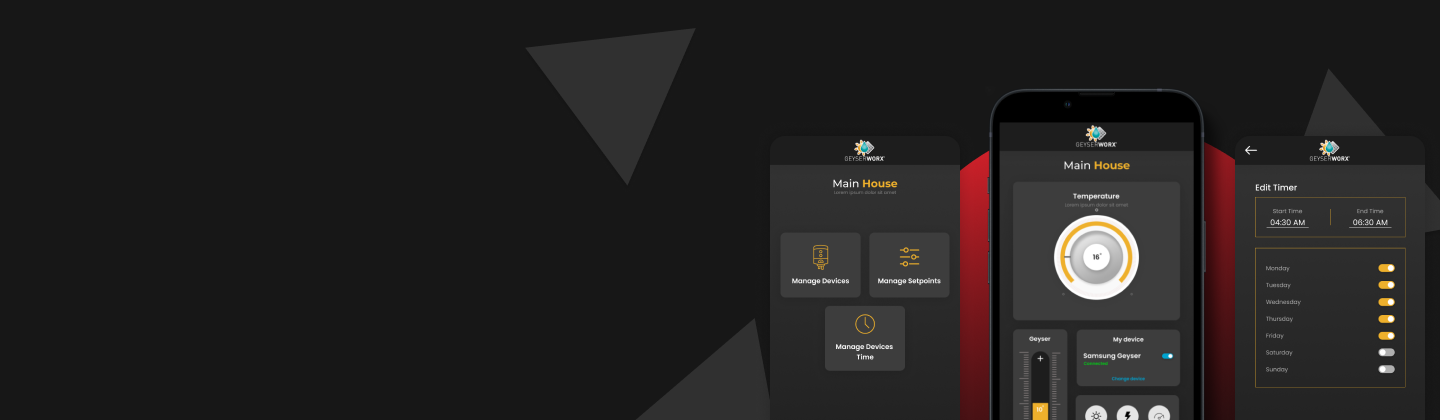 GEYSERWORX
Main House
Lorem ipsum dolor sit amet
Manage Devices
Manage Setpoints
Manage Devices
Time
GEYSERWORX
Main House
Temperature
Lorem ipsum dolor sit amet
16°
Geyser
+
10°
My device
Samsung Geyser
Connected
Change device
GEYSERWORX
Edit Timer
Start Time
04:30 AM
End Time
06:30 AM
Monday
Tuesday
Wednesday
Thursday
Friday
Saturday
Sunday